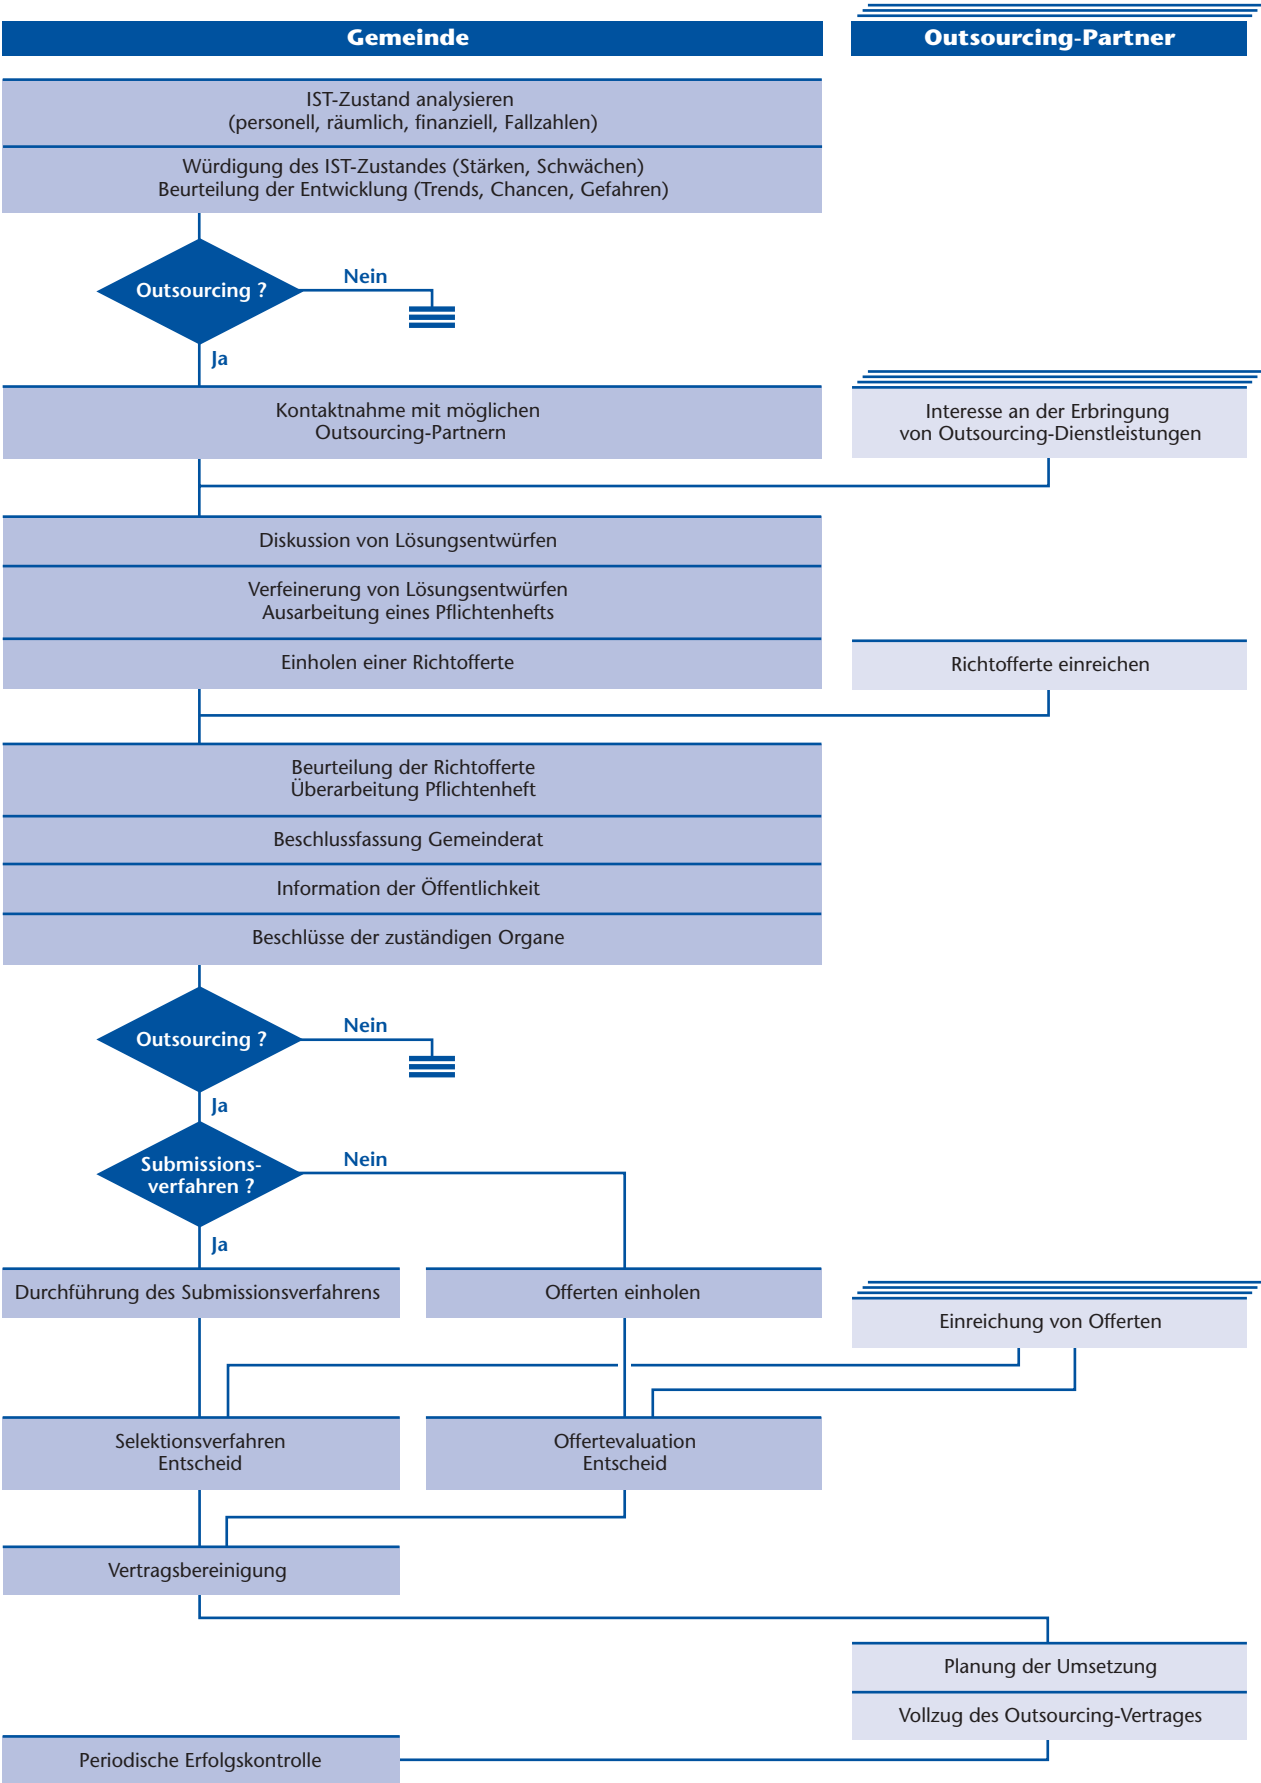 Gemeinde
Outsourcing-Partner
IST-Zustand analysieren
(personell, räumlich, finanziell, Fallzahlen)
Würdigung des IST-Zustandes (Stärken, Schwächen)
Beurteilung der Entwicklung (Trends, Chancen, Gefahren)
Outsourcing ?
Nein
Ja
Kontaktnahme mit möglichen
Outsourcing-Partnern
Interesse an der Erbringung
von Outsourcing-Dienstleistungen
Diskussion von Lösungsentwürfen
Verfeinerung von Lösungsentwürfen
Ausarbeitung eines Pflichtenhefts
Einholen einer Richtofferte
Richtofferte einreichen
Beurteilung der Richtofferte
Überarbeitung Pflichtenheft
Beschlussfassung Gemeinderat
Information der Öffentlichkeit
Beschlüsse der zuständigen Organe
Outsourcing ?
Nein
Ja
Submissions-
verfahren ?
Nein
Ja
Durchführung des Submissionsverfahrens
Offerten einholen
Einreichung von Offerten
Selektionsverfahren
Entscheid
Offertevaluation
Entscheid
Vertragsbereinigung
Planung der Umsetzung
Vollzug des Outsourcing-Vertrages
Periodische Erfolgskontrolle